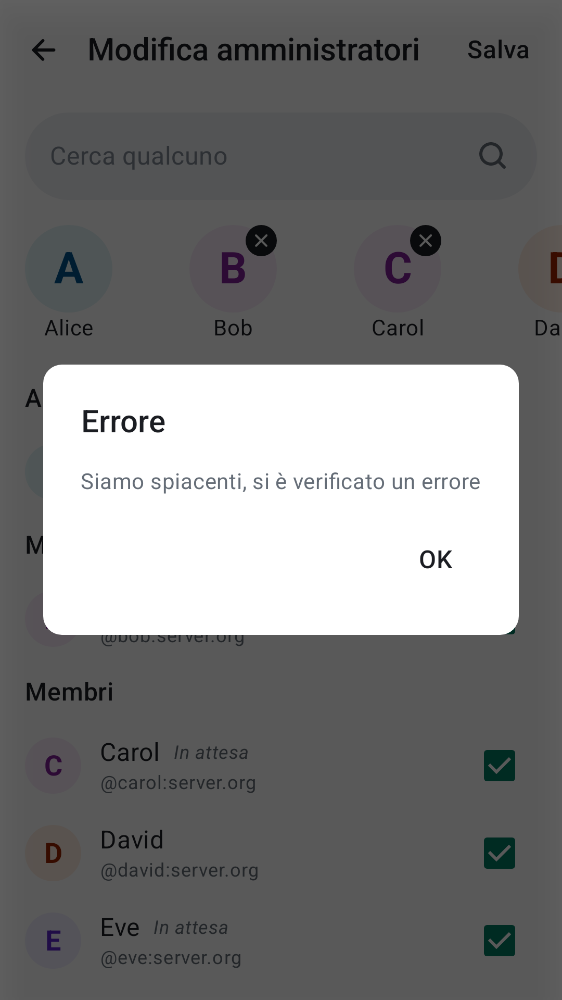 Modifica amministratori
Salva
Cerca qualcuno
A
B
C
D
Alice
Bob
Carol
Da
A
Errore
Siamo spiacenti, si è verificato un errore
OK
M
@bob:server.org
Membri
C
Carol In attesa
@carol:server.org
D
David
@david:server.org
E
Eve In attesa
@eve:server.org